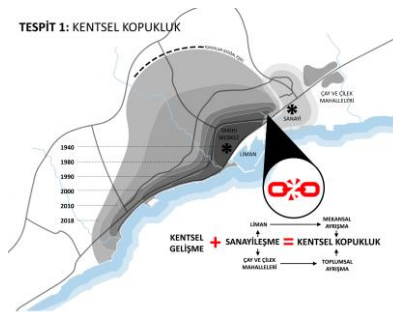 TESPİT 1: KENTSEL KOPUKLUK
ÇAY VE ÇİLEK
MAHALLELERİ
SANAYİ
TARİHİ
MERKEZ
LİMAN
1940
1980
1990
2000
2010
2018
LİMAN
MEKANSAL
AYRIŞMA
KENTSEL
GELİŞME
+
SANAYİLEŞME
=
KENTSEL KOPUKLUK
ÇAY VE ÇİLEK
MAHALLELERİ
TOPLUMSAL
AYRIŞMA